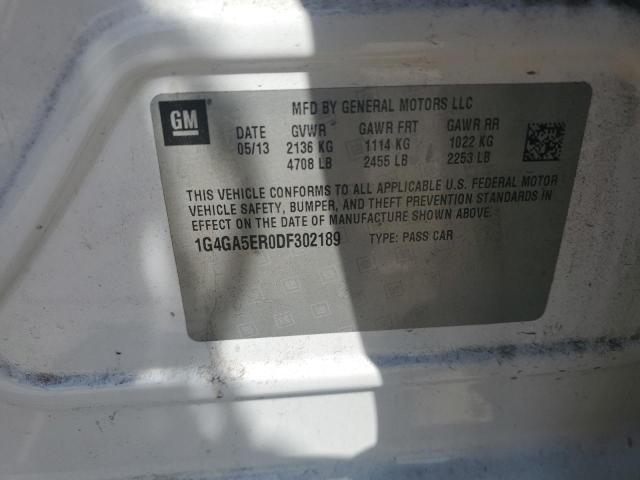 GM
MFD BY GENERAL MOTORS LLC
DATE GVWR GAWR FRT GAWR RR
05/13 2136 KG 1114 KG 1022 KG
4708 LB 2455 LB 2253 LB
THIS VEHICLE CONFORMS TO ALL APPLICABLE U.S. FEDERAL MOTOR
VEHICLE SAFETY, BUMPER, AND THEFT PREVENTION STANDARDS IN
EFFECT ON THE DATE OF MANUFACTURE SHOWN ABOVE.
1G4GA5ER0DF302189 TYPE: PASS CAR